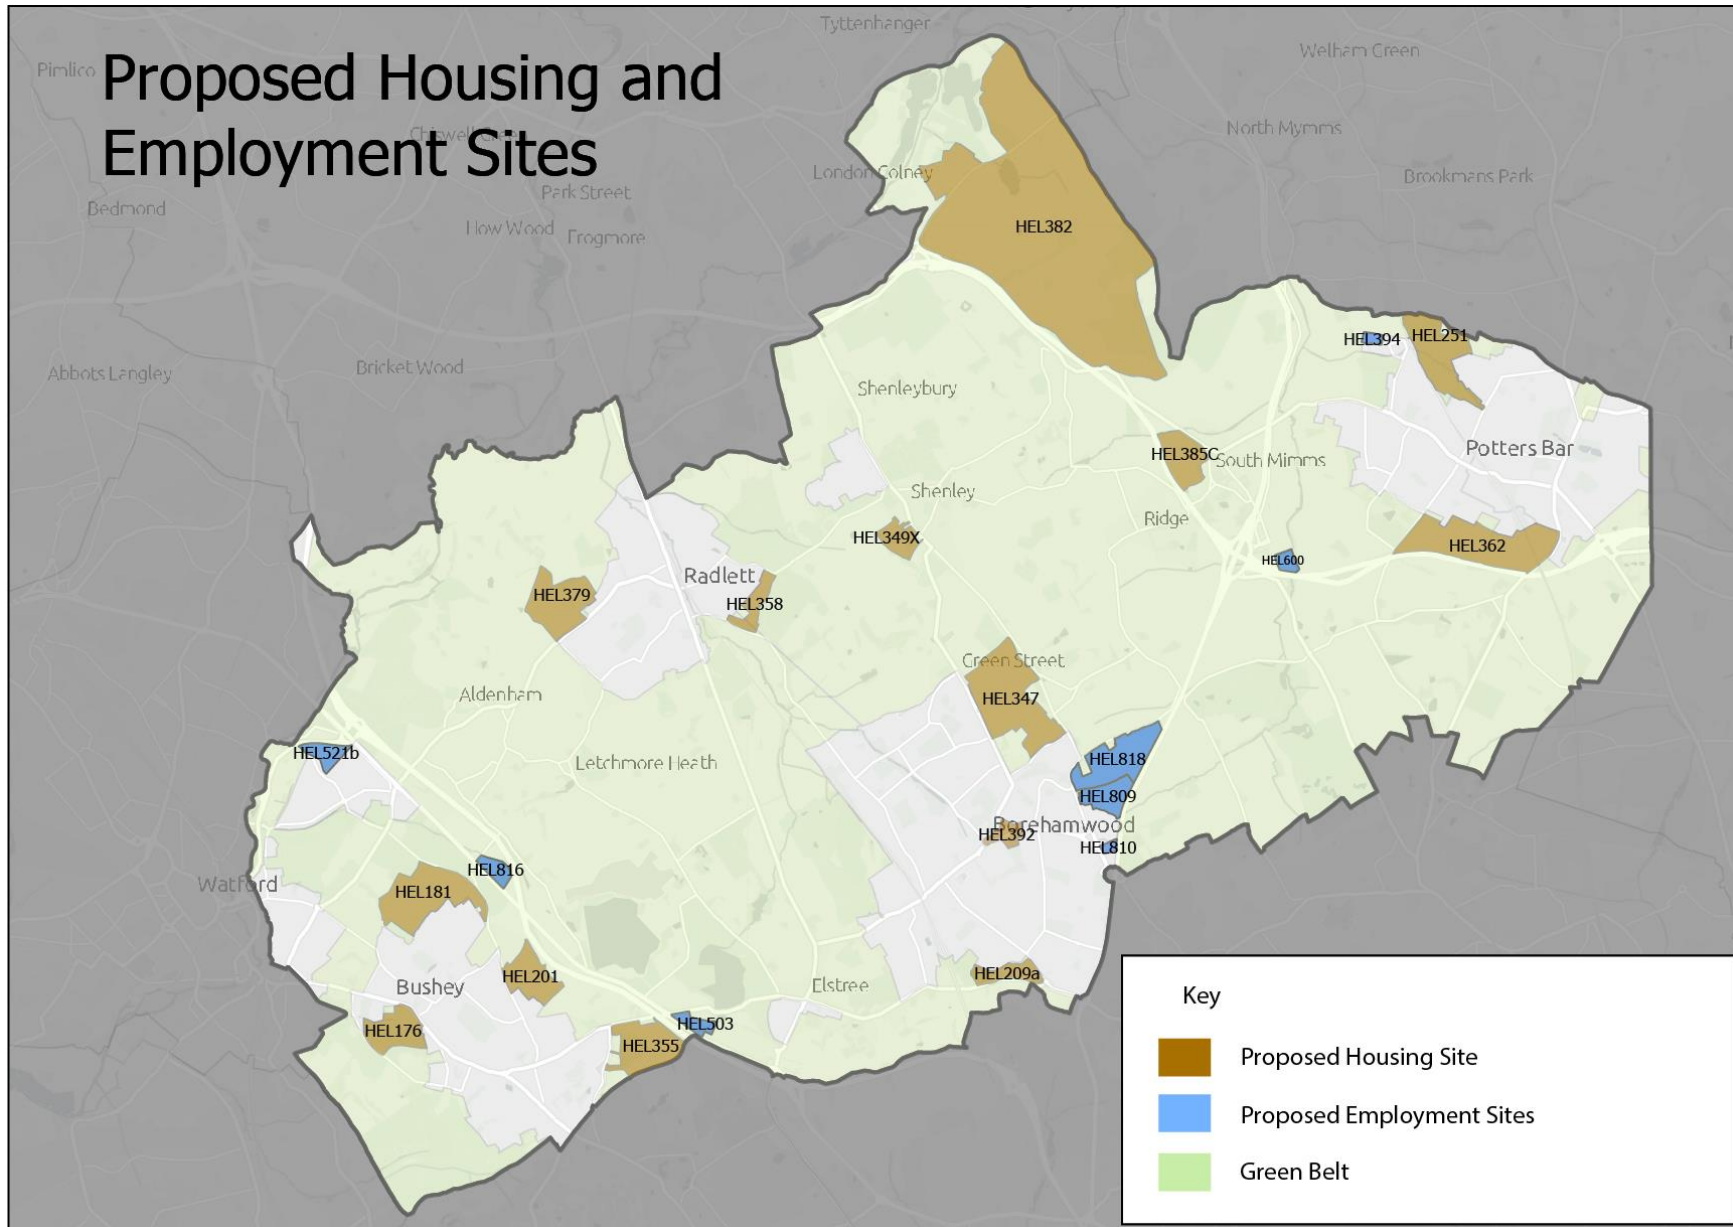 Proposed Housing and
Employment Sites
Tyttenhanger
Welham Green
Pimlico
Chiswell Green
North Mymms
London Colney
Park Street
Brookmans Park
Bedmond
How Wood
Frogmore
HEL382
HEL394
HEL251
Bricket Wood
Abbots Langley
Shenleybury
Potters Bar
HEL385C
South Mimms
Shenley
Ridge
HEL349X
HEL362
HEL600
Radlett
HEL379
HEL358
Green Street
Aldenham
HEL347
HEL521b
Letchmore Heath
HEL818
HEL809
Borehamwood
HEL392
HEL810
HEL816
Watford
HEL181
HEL201
HEL209a
Bushey
Elstree
HEL176
HEL503
HEL355
Key
Proposed Housing Site
Proposed Employment Sites
Green Belt